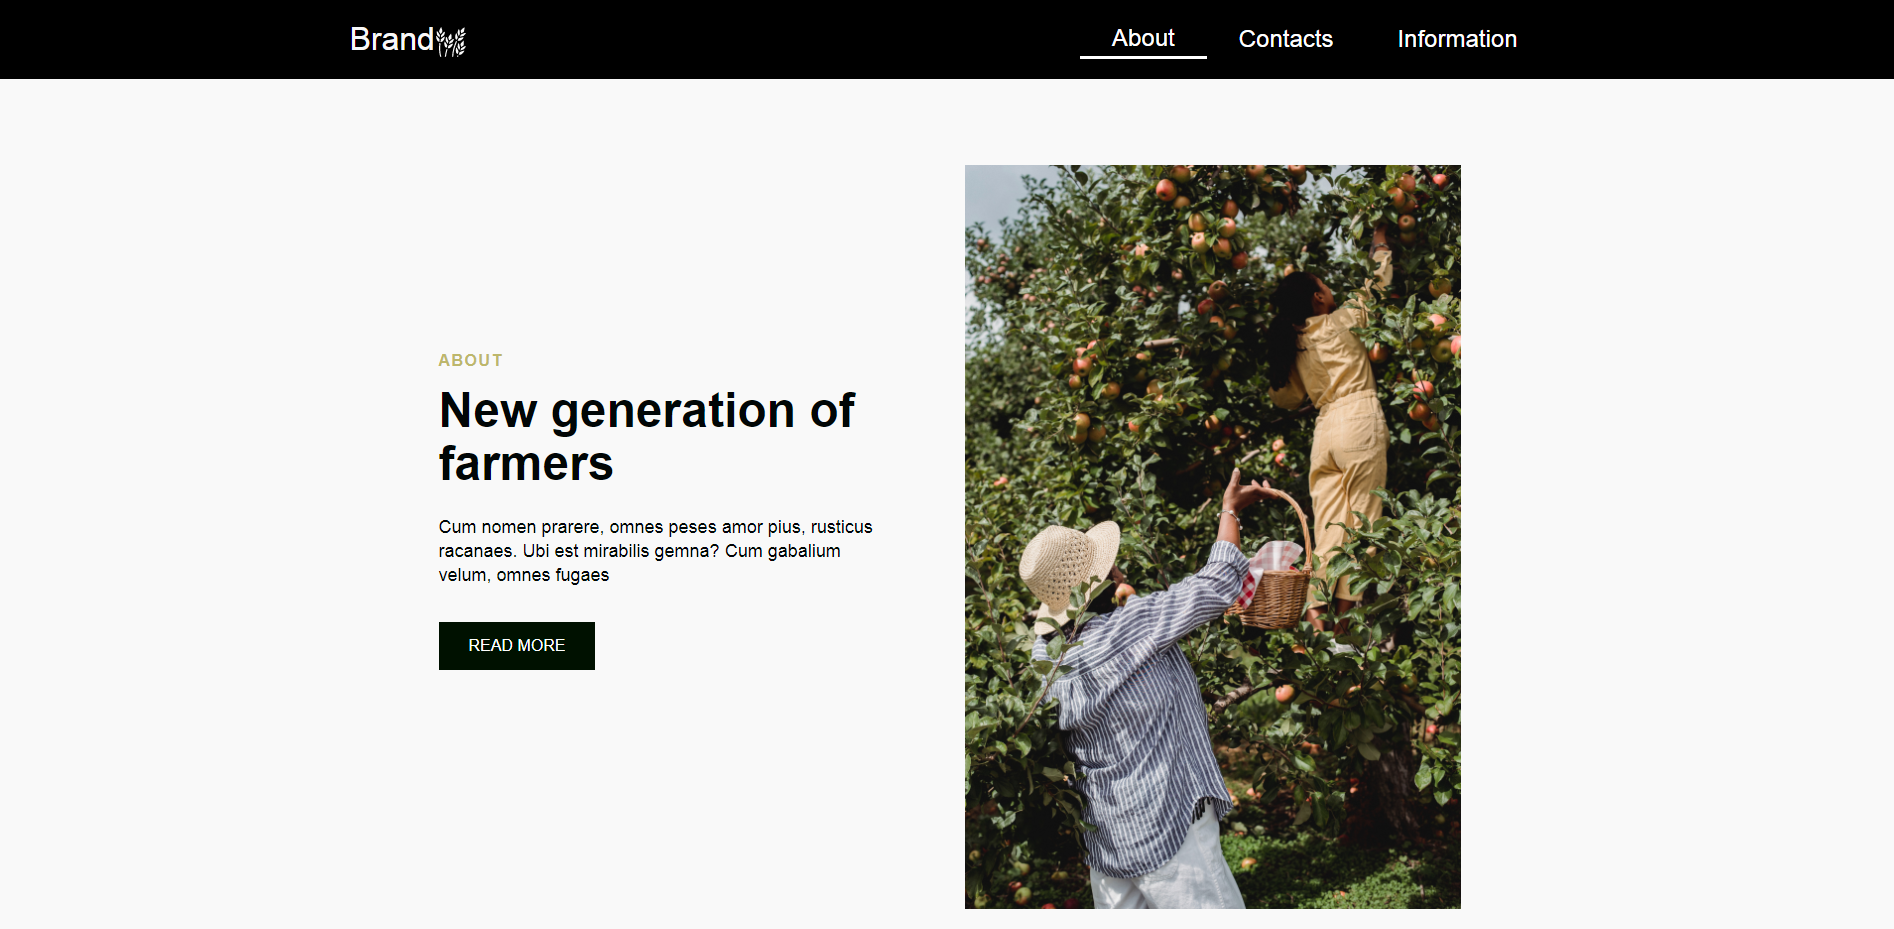 Brand
About
Contacts
Information
ABOUT
New generation of
farmers
Cum nomen prarere, omnes peses amor pius, rusticus
racanaes. Ubi est mirabilis gemna? Cum gabalium
velum, omnes fugaes
READ MORE